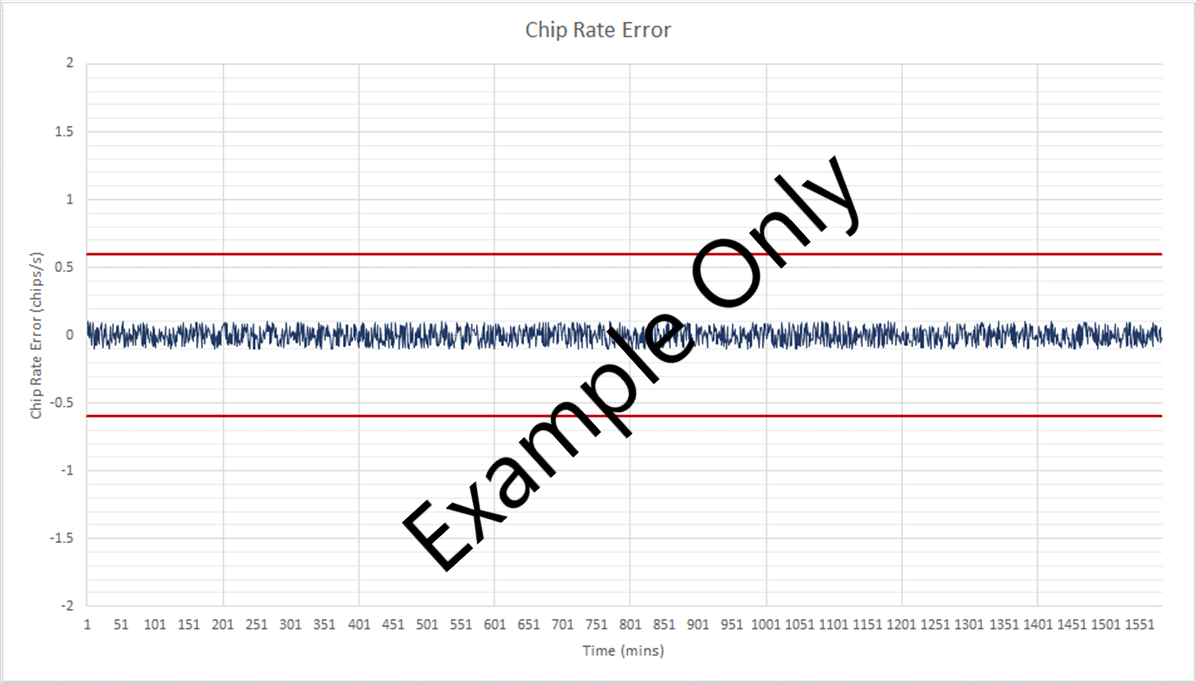 Chip Rate Error
2
1.5
1
0.5
0
-0.5
-1
-1.5
-2
Chip Rate Error (chips/s)
Example Only
1 51 101 151 201 251 301 351 401 451 501 551 601 651 701 751 801 851 901 951 1001 1051 1101 1151 1201 1251 1301 1351 1401 1451 1501 1551
Time (mins)